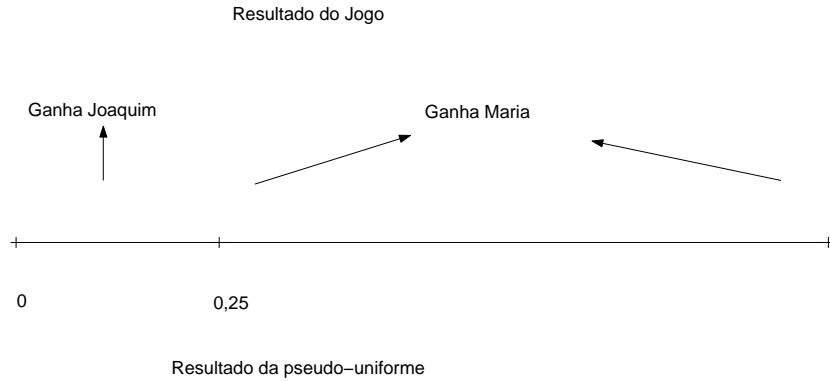 Resultado do Jogo
Ganha Joaquim
Ganha Maria
0
0,25
Resultado da pseudo−uniforme